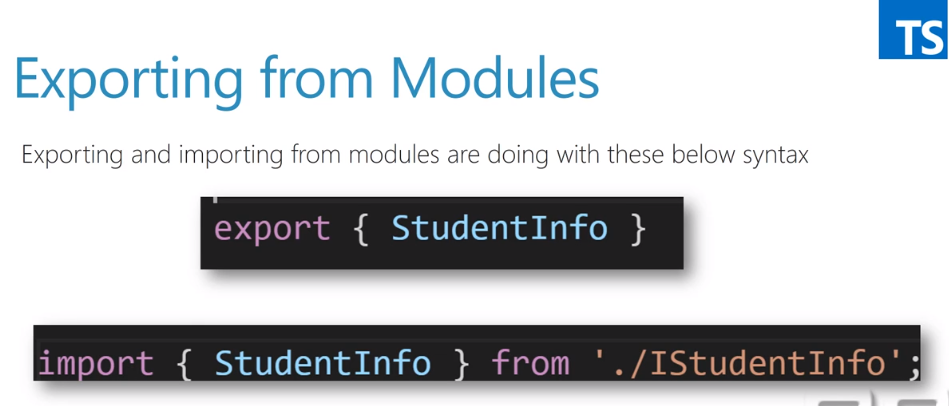 TS
Exporting from Modules
Exporting and importing from modules are doing with these below syntax
export { StudentInfo }
import { StudentInfo } from './IStudentInfo';